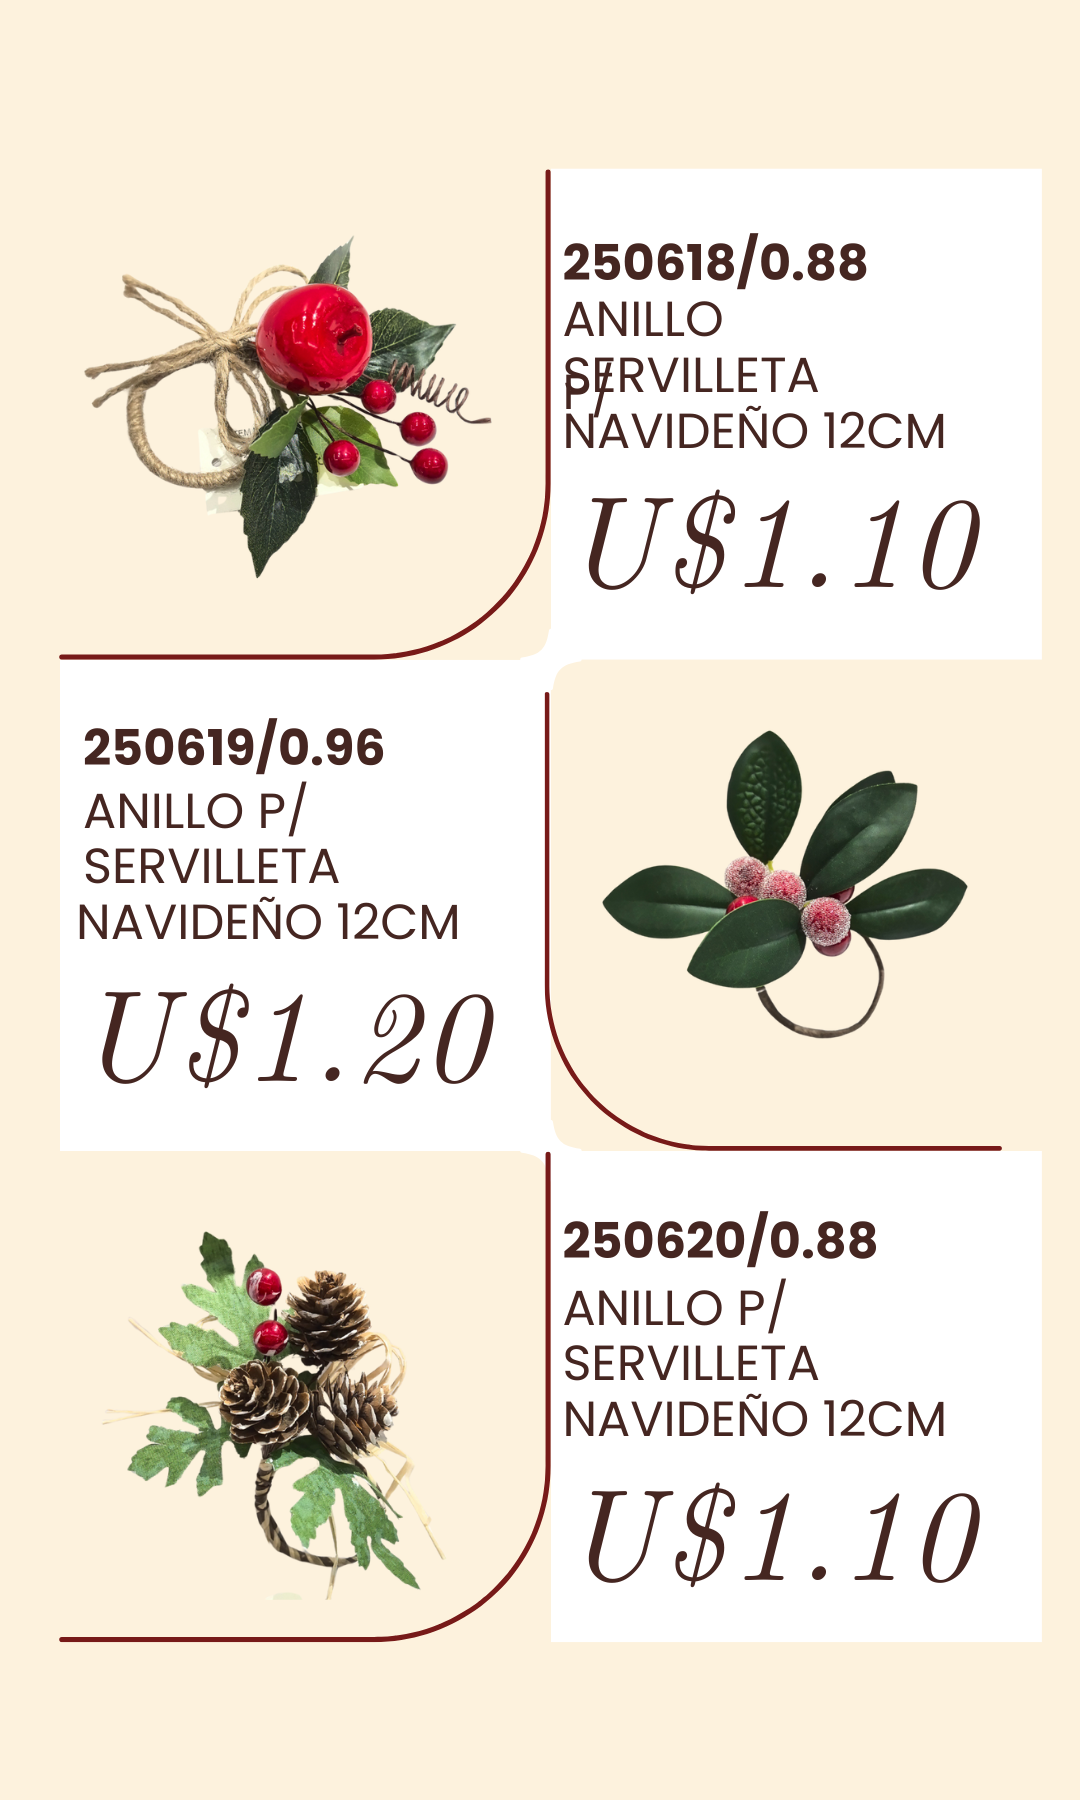 250618/0.88
ANILLO
P/
SERVILLETA
NAVIDEÑO 12CM
U$1.10
250619/0.96
ANILLO P/
SERVILLETA
NAVIDEÑO 12CM
U$1.20
250620/0.88
ANILLO P/
SERVILLETA
NAVIDEÑO 12CM
U$1.10